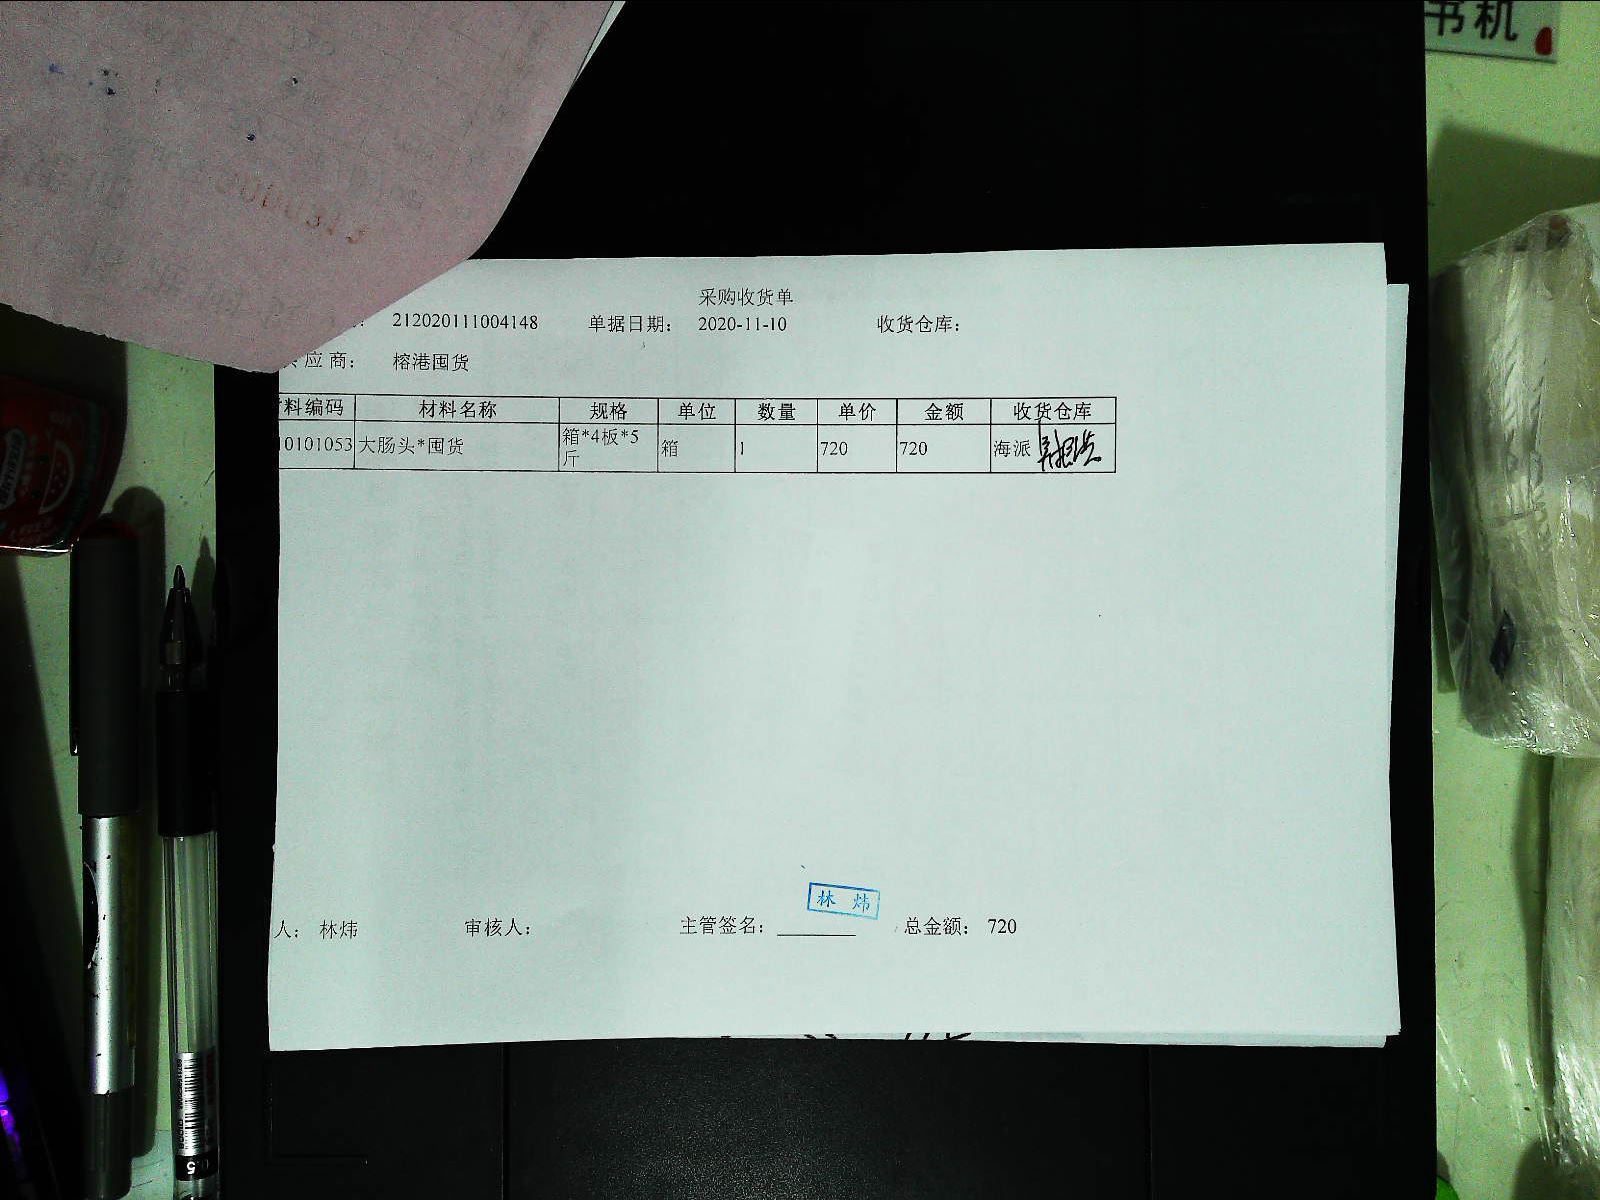 书机
采购收货单
: 212020111004148 单据日期: 2020-11-10 收货仓库:
应商: 榕港囤货
料编码 材料名称 规格 单位 数量 单价 金额 收货仓库
10101053 大肠头*囤货 箱*4板*5斤 箱 1 720 720 海派
林 炜
人: 林炜 审核人: 主管签名: 总金额: 720
0.5